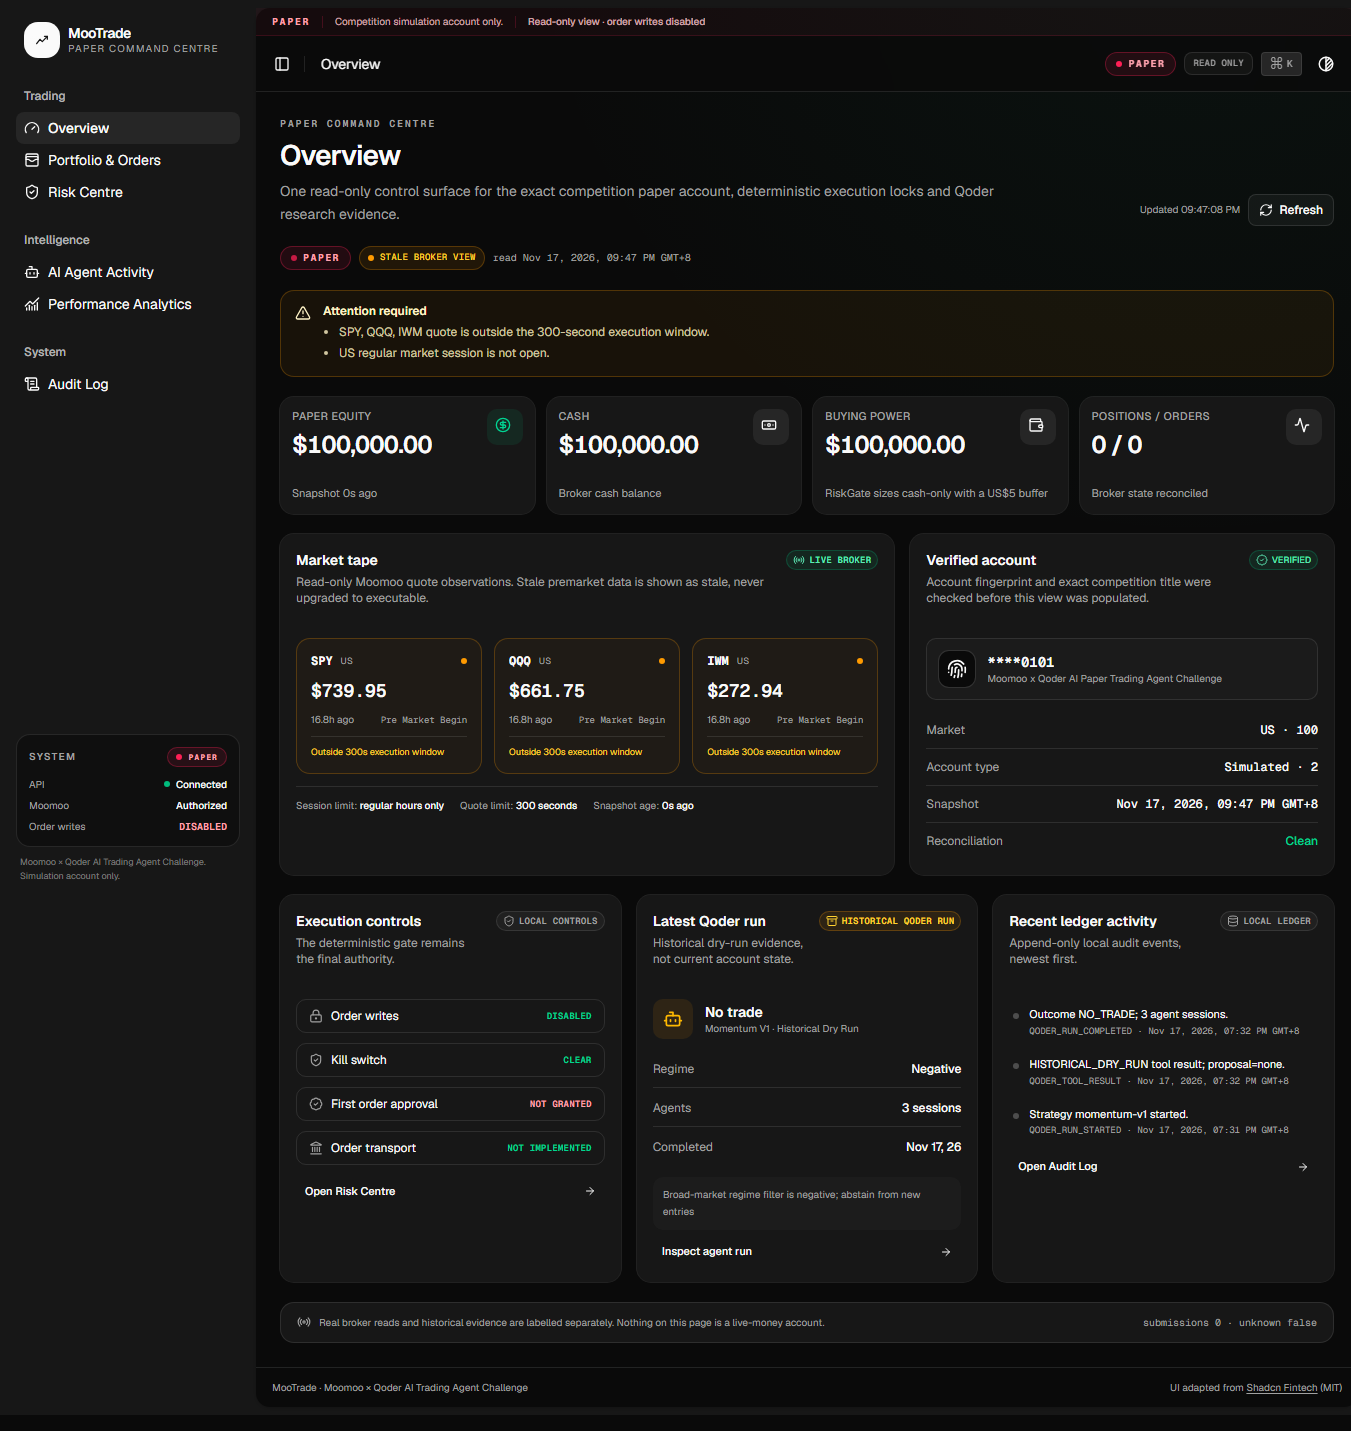 MooTrade
PAPER COMMAND CENTRE
Trading
Overview
Portfolio & Orders
Risk Centre
Intelligence
AI Agent Activity
Performance Analytics
System
Audit Log
SYSTEM
PAPER
API
Connected
Moomoo
Authorized
Order writes
DISABLED
Moomoo × Qoder AI Trading Agent Challenge.
Simulation account only.
PAPER
Competition simulation account only.
Read-only view · order writes disabled
Overview
PAPER
READ ONLY
⌘ K
PAPER COMMAND CENTRE
Overview
One read-only control surface for the exact competition paper account, deterministic execution locks and Qoder
research evidence.
Updated 09:47:08 PM
Refresh
PAPER
STALE BROKER VIEW
read Nov 17, 2026, 09:47 PM GMT+8
Attention required
• SPY, QQQ, IWM quote is outside the 300-second execution window.
• US regular market session is not open.
PAPER EQUITY
$100,000.00
Snapshot 0s ago
CASH
$100,000.00
Broker cash balance
BUYING POWER
$100,000.00
RiskGate sizes cash-only with a US$5 buffer
POSITIONS / ORDERS
0 / 0
Broker state reconciled
Market tape
LIVE BROKER
Read-only Moomoo quote observations. Stale premarket data is shown as stale, never
upgraded to executable.
SPY US
$739.95
16.8h ago
Pre Market Begin
Outside 300s execution window
QQQ US
$661.75
16.8h ago
Pre Market Begin
Outside 300s execution window
IWM US
$272.94
16.8h ago
Pre Market Begin
Outside 300s execution window
Session limit: regular hours only
Quote limit: 300 seconds
Snapshot age: 0s ago
Verified account
VERIFIED
Account fingerprint and exact competition title were
checked before this view was populated.
****0101
Moomoo x Qoder AI Paper Trading Agent Challenge
Market
US · 100
Account type
Simulated · 2
Snapshot
Nov 17, 2026, 09:47 PM GMT+8
Reconciliation
Clean
Execution controls
LOCAL CONTROLS
The deterministic gate remains
the final authority.
Order writes
DISABLED
Kill switch
CLEAR
First order approval
NOT GRANTED
Order transport
NOT IMPLEMENTED
Open Risk Centre
Latest Qoder run
HISTORICAL QODER RUN
Historical dry-run evidence,
not current account state.
No trade
Momentum V1 · Historical Dry Run
Regime
Negative
Agents
3 sessions
Completed
Nov 17, 26
Broad-market regime filter is negative; abstain from new
entries
Inspect agent run
Recent ledger activity
LOCAL LEDGER
Append-only local audit events,
newest first.
Outcome NO_TRADE; 3 agent sessions.
QODER_RUN_COMPLETED · Nov 17, 2026, 07:32 PM GMT+8
HISTORICAL_DRY_RUN tool result; proposal=none.
QODER_TOOL_RESULT · Nov 17, 2026, 07:32 PM GMT+8
Strategy momentum-v1 started.
QODER_RUN_STARTED · Nov 17, 2026, 07:31 PM GMT+8
Open Audit Log
Real broker reads and historical evidence are labelled separately. Nothing on this page is a live-money account.
submissions 0 · unknown false
MooTrade · Moomoo × Qoder AI Trading Agent Challenge
UI adapted from Shadcn Fintech (MIT)